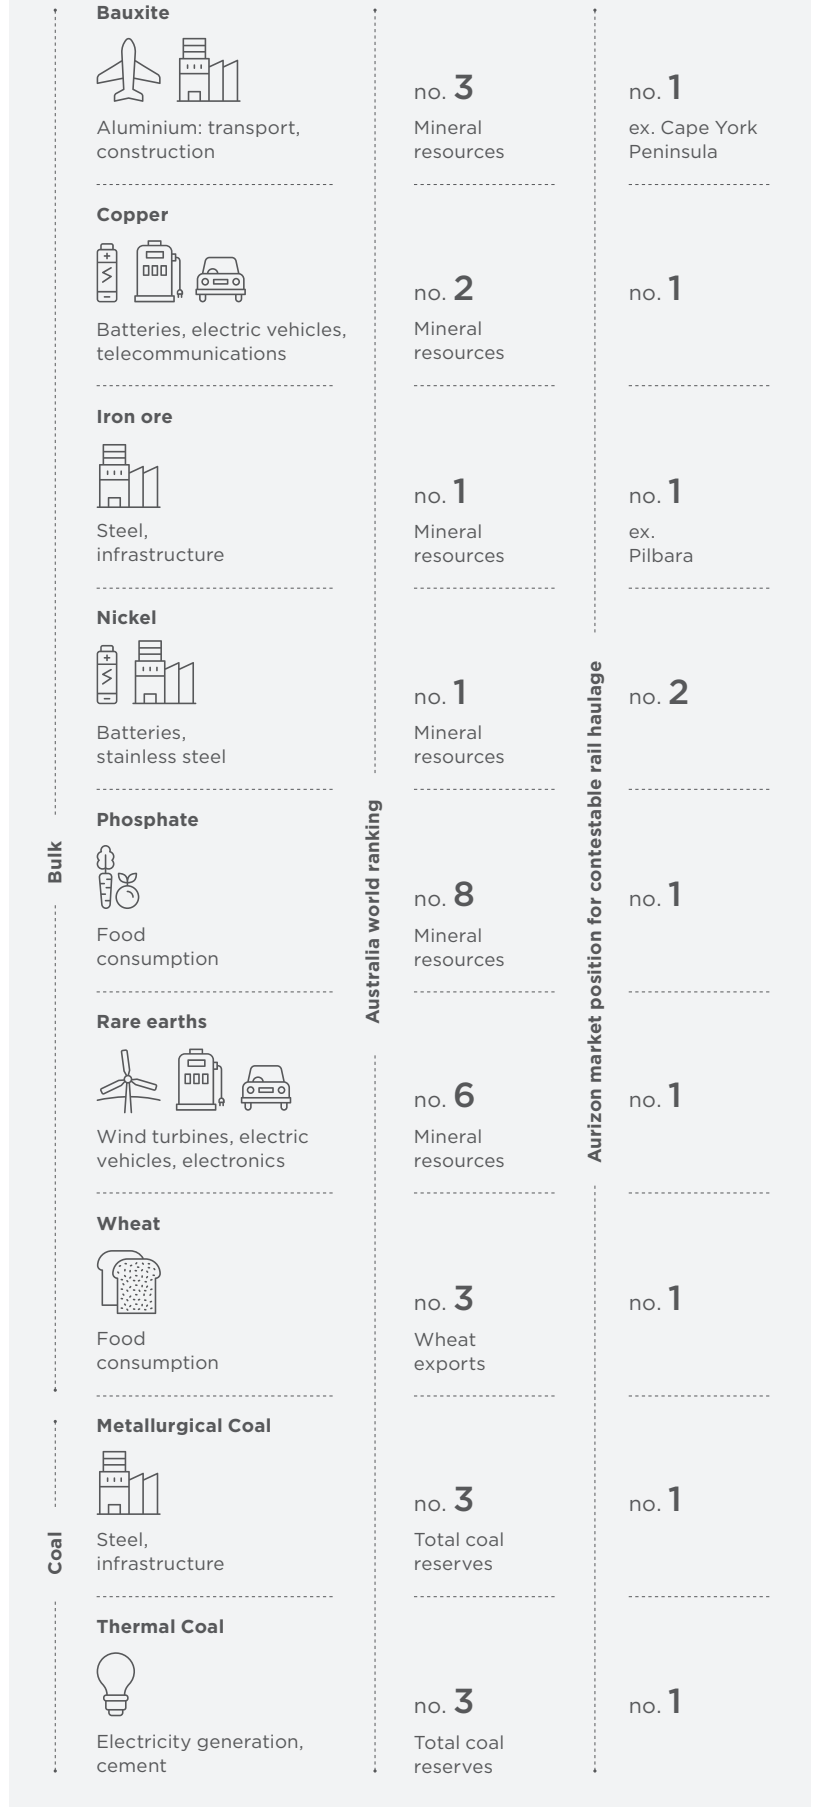 Bauxite
Aluminium: transport,
construction
no. 3
Mineral
resources
no. 1
ex. Cape York
Peninsula
Copper
Batteries, electric vehicles,
telecommunications
no. 2
Mineral
resources
no. 1
Iron ore
Steel,
infrastructure
no. 1
Mineral
resources
no. 1
ex.
Pilbara
Nickel
Batteries,
stainless steel
no. 1
Mineral
resources
no. 2
Bulk
Australia world ranking
Aurizon market position for contestable rail haulage
Phosphate
Food
consumption
no. 8
Mineral
resources
no. 1
Rare earths
Wind turbines, electric
vehicles, electronics
no. 6
Mineral
resources
no. 1
Wheat
Food
consumption
no. 3
Wheat
exports
no. 1
Coal
Metallurgical Coal
Steel,
infrastructure
no. 3
Total coal
reserves
no. 1
Thermal Coal
Electricity generation,
cement
no. 3
Total coal
reserves
no. 1